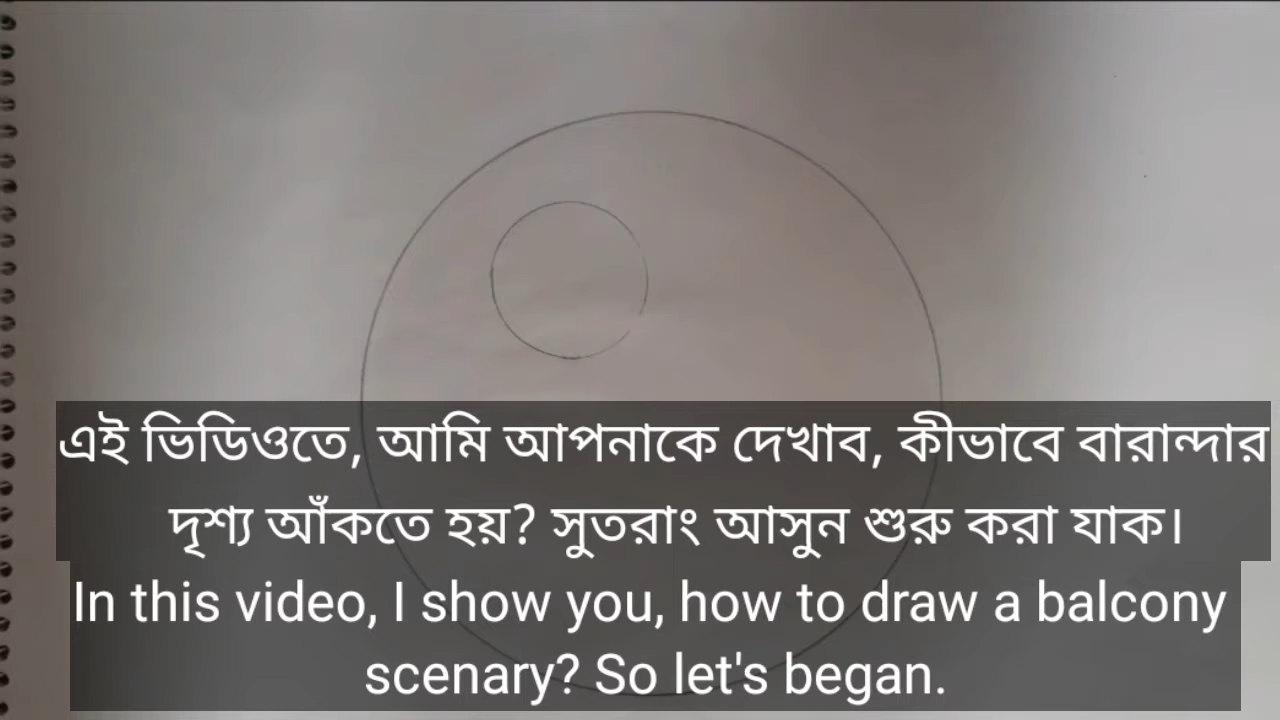 এই ভিডিওতে, আমি আপনাকে দেখাব, কীভাবে বারান্দার
দৃশ্য আঁকতে হয়? সুতরাং আসুন শুরু করা যাক।
In this video, I show you, how to draw a balcony
scenary? So let's began.